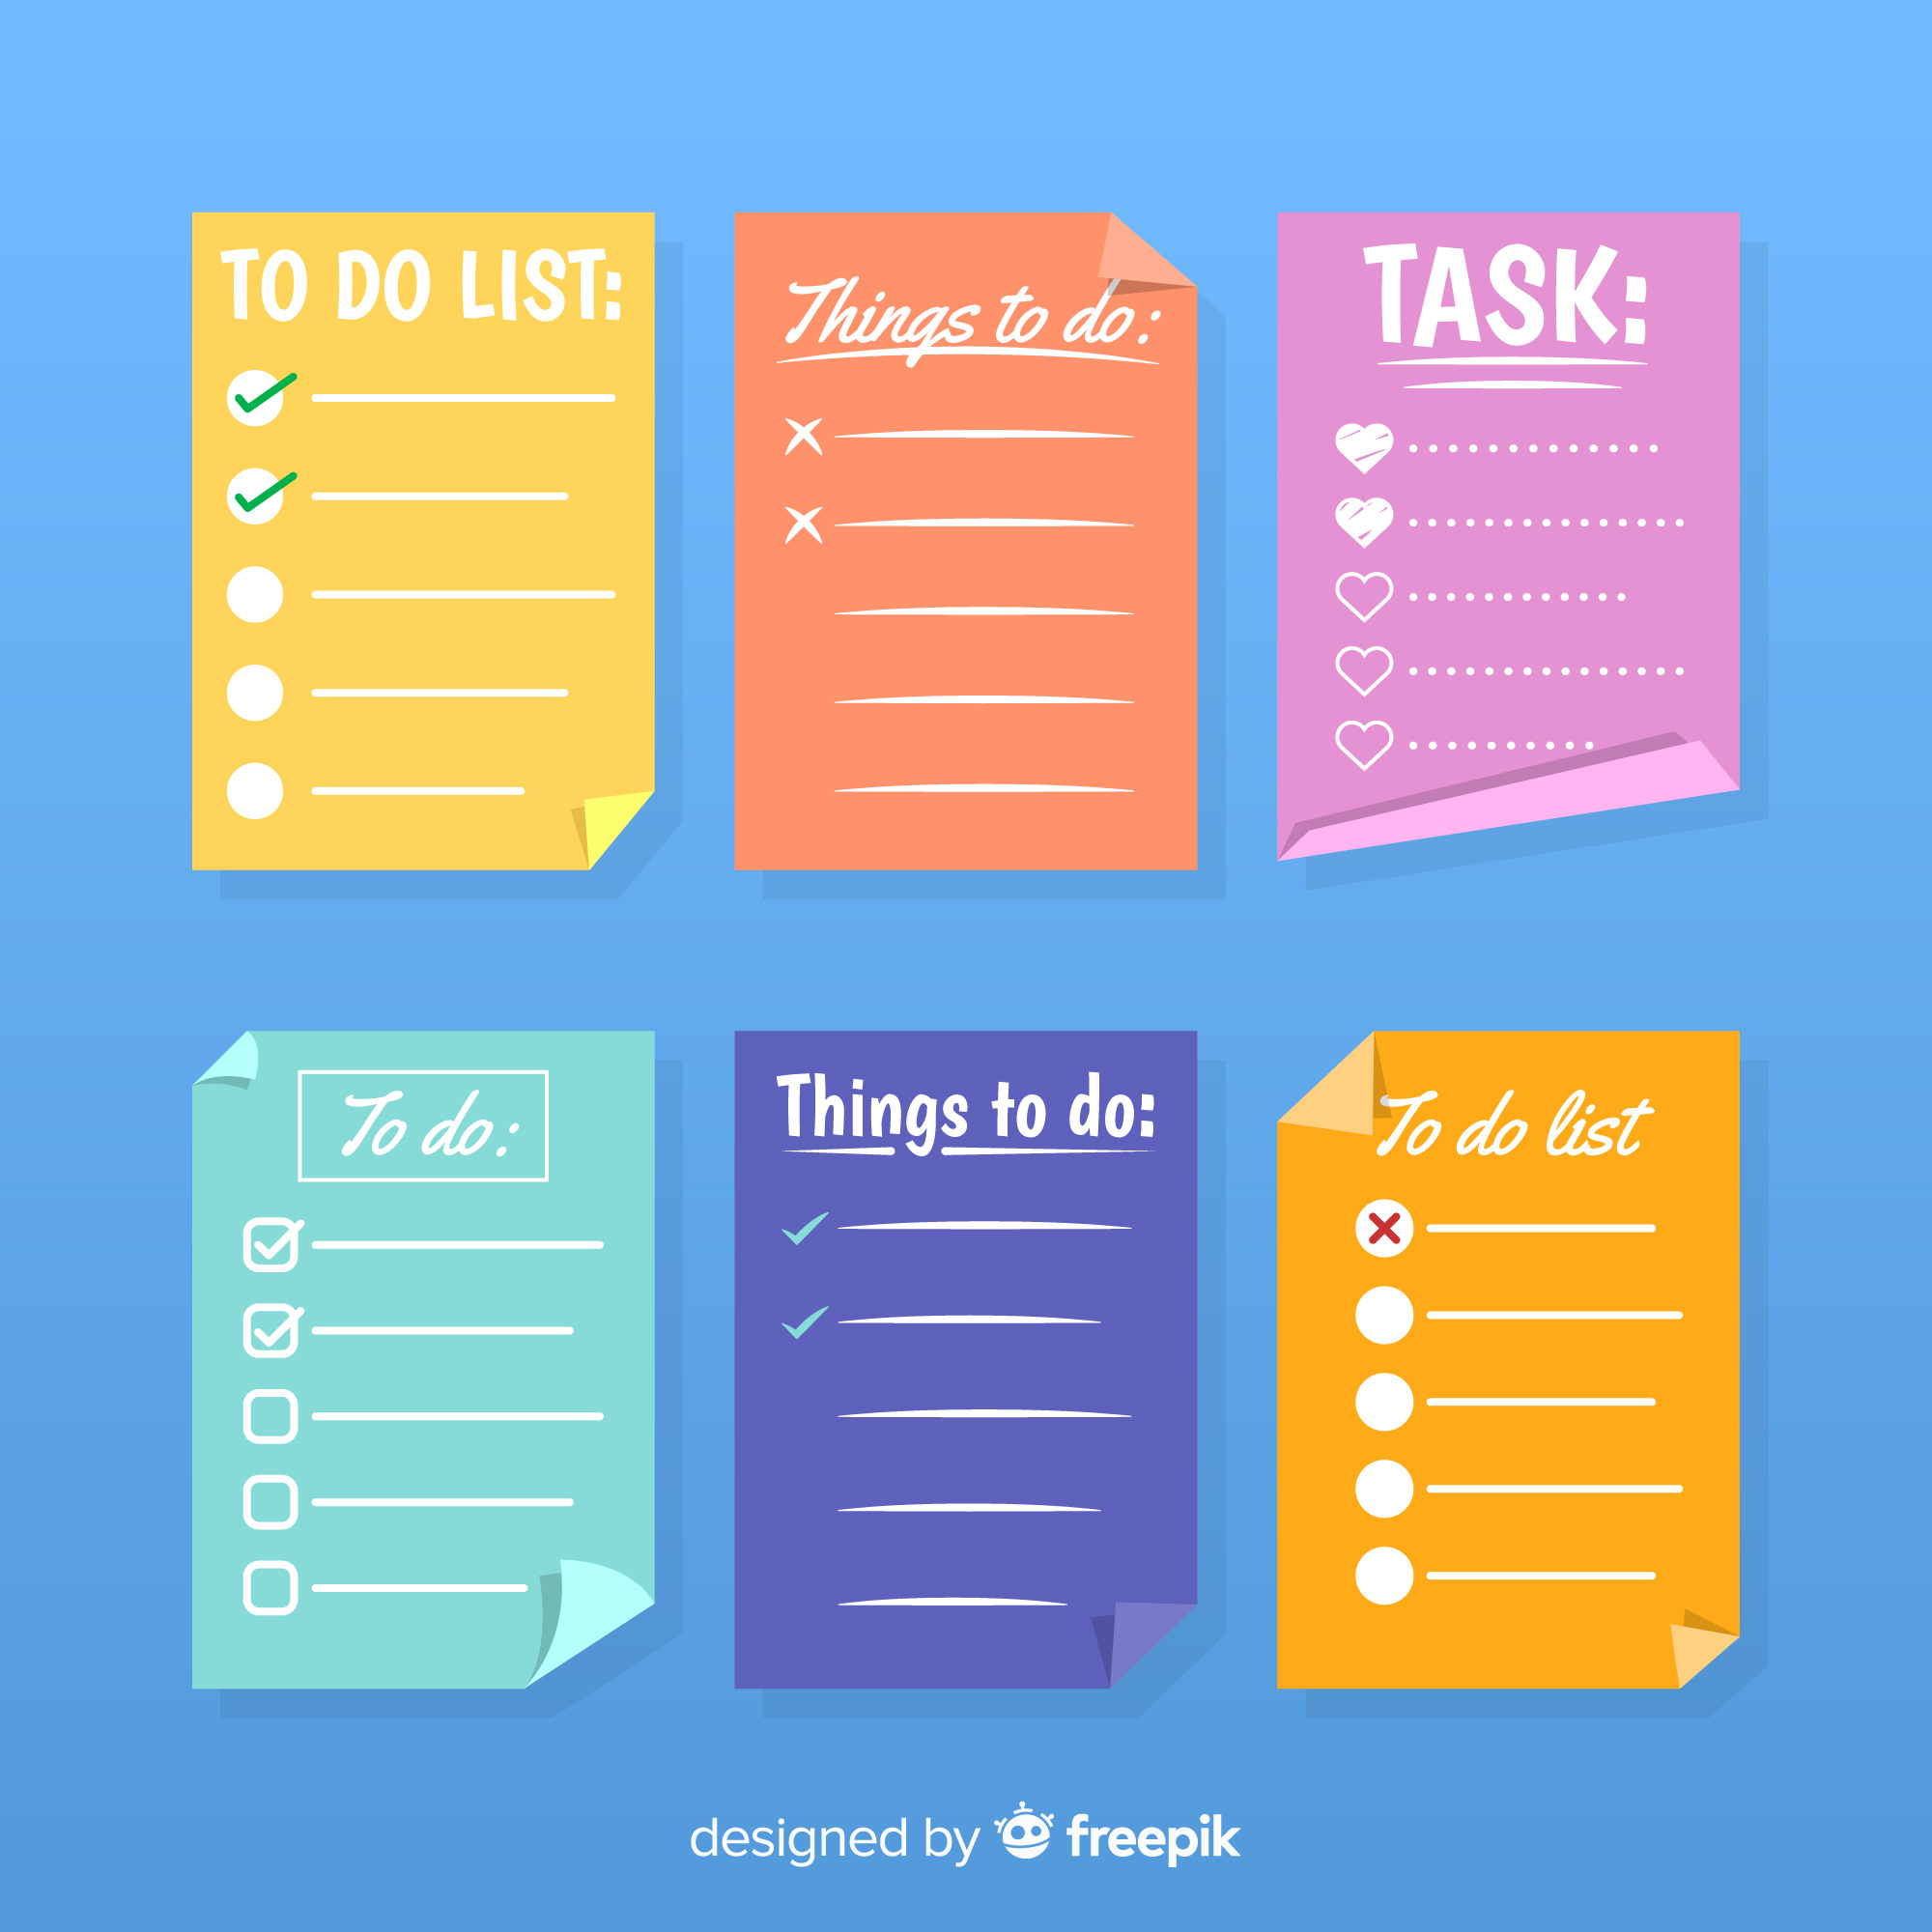 TO DO LIST:
Things to do:
TASK:
To do:
Things to do:
To do list
designed by freepik